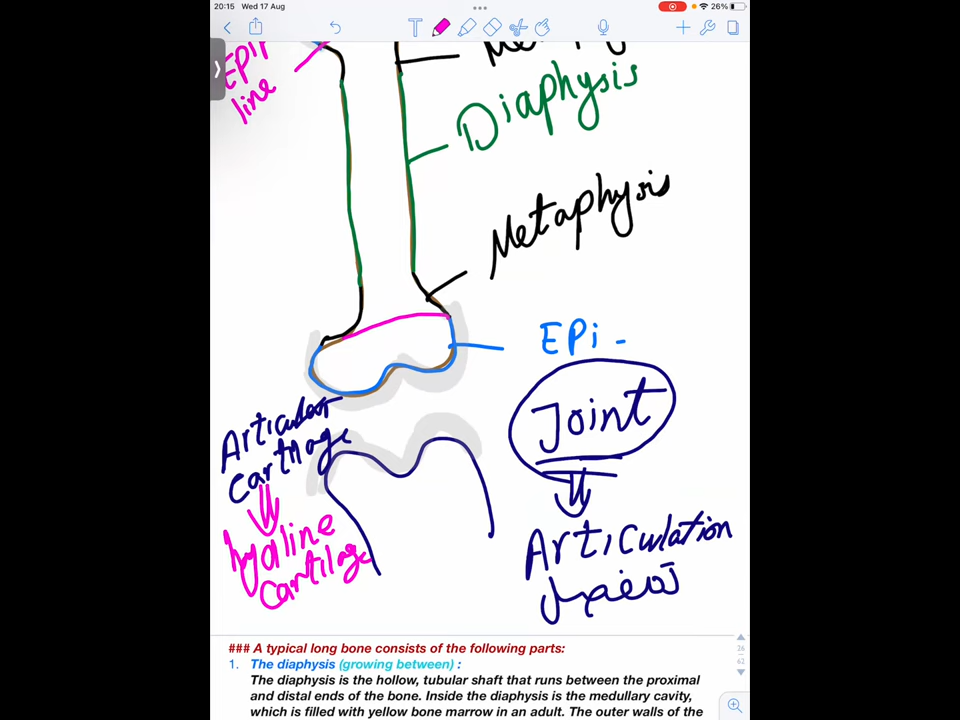 20:15 Wed 17 Aug
26%
line
Diaphysis
Metaphysis
EPi -
Joint
Articular
cartilage
hyaline
cartilage
Articulation
### A typical long bone consists of the following parts:
1. The diaphysis (growing between) :
The diaphysis is the hollow, tubular shaft that runs between the proximal
and distal ends of the bone. Inside the diaphysis is the medullary cavity,
which is filled with yellow bone marrow in an adult. The outer walls of the
26
62